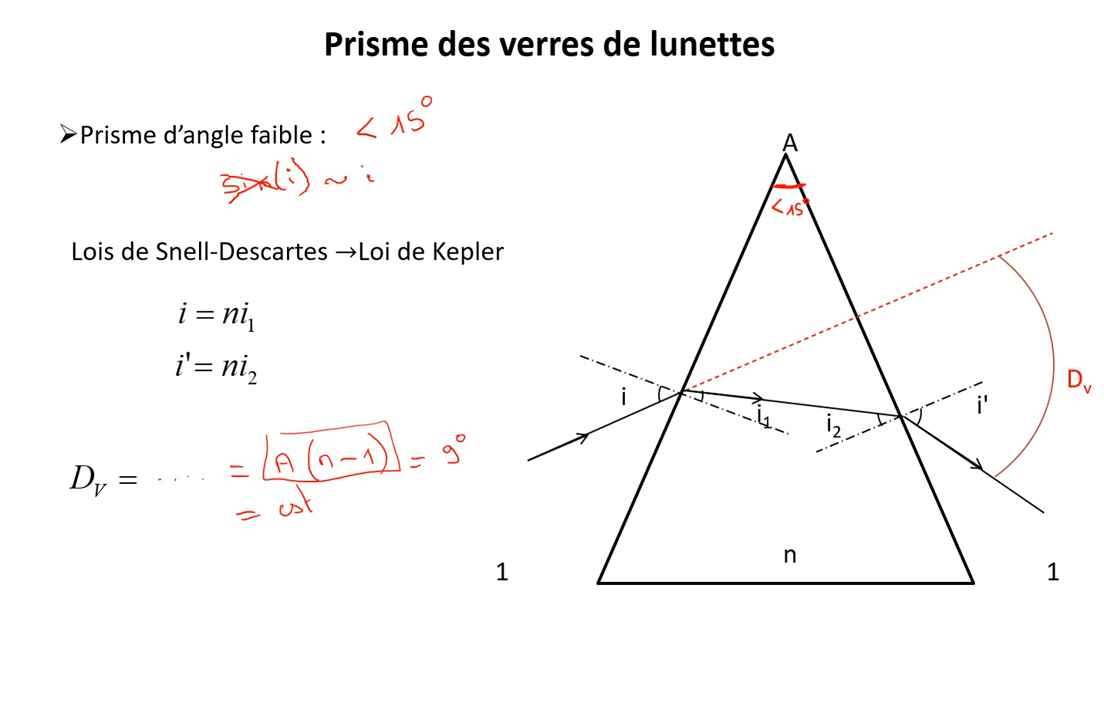 Prisme des verres de lunettes
➢Prisme d'angle faible : < 15°
sin(i) ~ i
Lois de Snell-Descartes →Loi de Kepler
i = ni₁
i' = ni₂
D_V = ..... = A (n-1) = 9°
= cst
A
<15°
i
i₁
i₂
i'
D_v
n
1
1